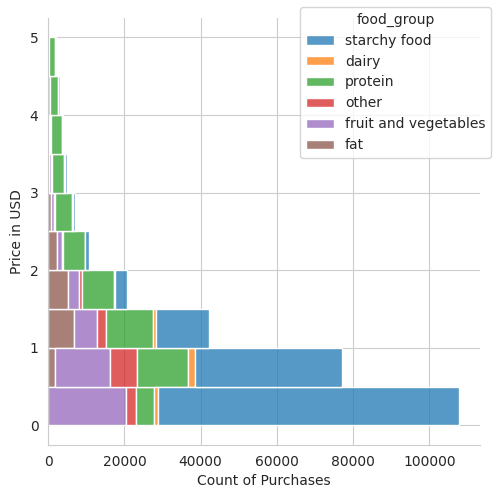 food_group
starchy food
dairy
protein
other
fruit and vegetables
fat
Price in USD
5
4
3
2
1
0
0
20000
40000
60000
80000
100000
Count of Purchases